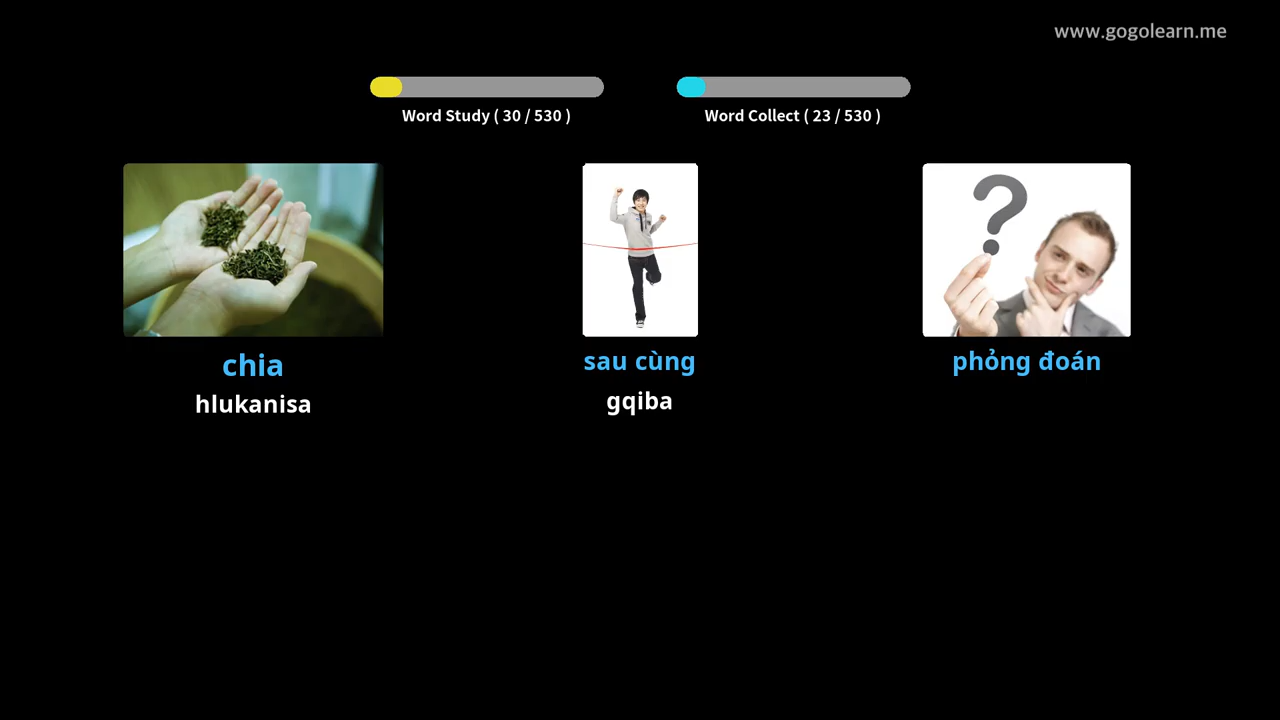 www.gogolearn.me
Word Study ( 30 / 530 )
Word Collect ( 23 / 530 )
chia
sau cùng
phỏng đoán
hlukanisa
gqiba